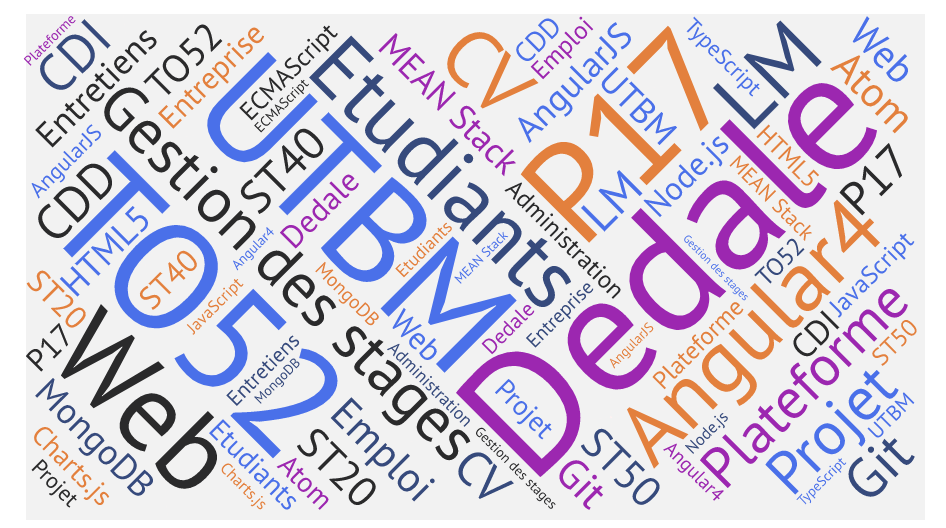 Plateforme
CDI
Entretiens
TO52
Entreprise
ECMAScript
ECMAScript
Etudiants
MEAN Stack
CV
CDD
Emploi
AngularJS
UTBM
P17
TypeScript
LM
Web
Atom
AngularJS
Gestion des stages
UTBM
ST40
CDD
TO52
HTML5
Dedale
Angular4
Administration
LM
Node.js
HTML5
MEAN Stack
P17
Dedale
ST20
ST40
JavaScript
MongoDB
Etudiants
MEAN Stack
Gestion des stages
TO52
Angular4
JavaScript
P17
Web
Entretiens
MongoDB
Web
Administration
Dedale
Entreprise
AngularJS
Plateforme
CDI
Plateforme
ST50
MongoDB
Charts.js
Projet
Etudiants
Charts.js
Atom
ST20
Emploi
CV
Gestion des stages
Projet
Git
ST50
Angular4
Node.js
Projet
TypeScript
UTBM
Git